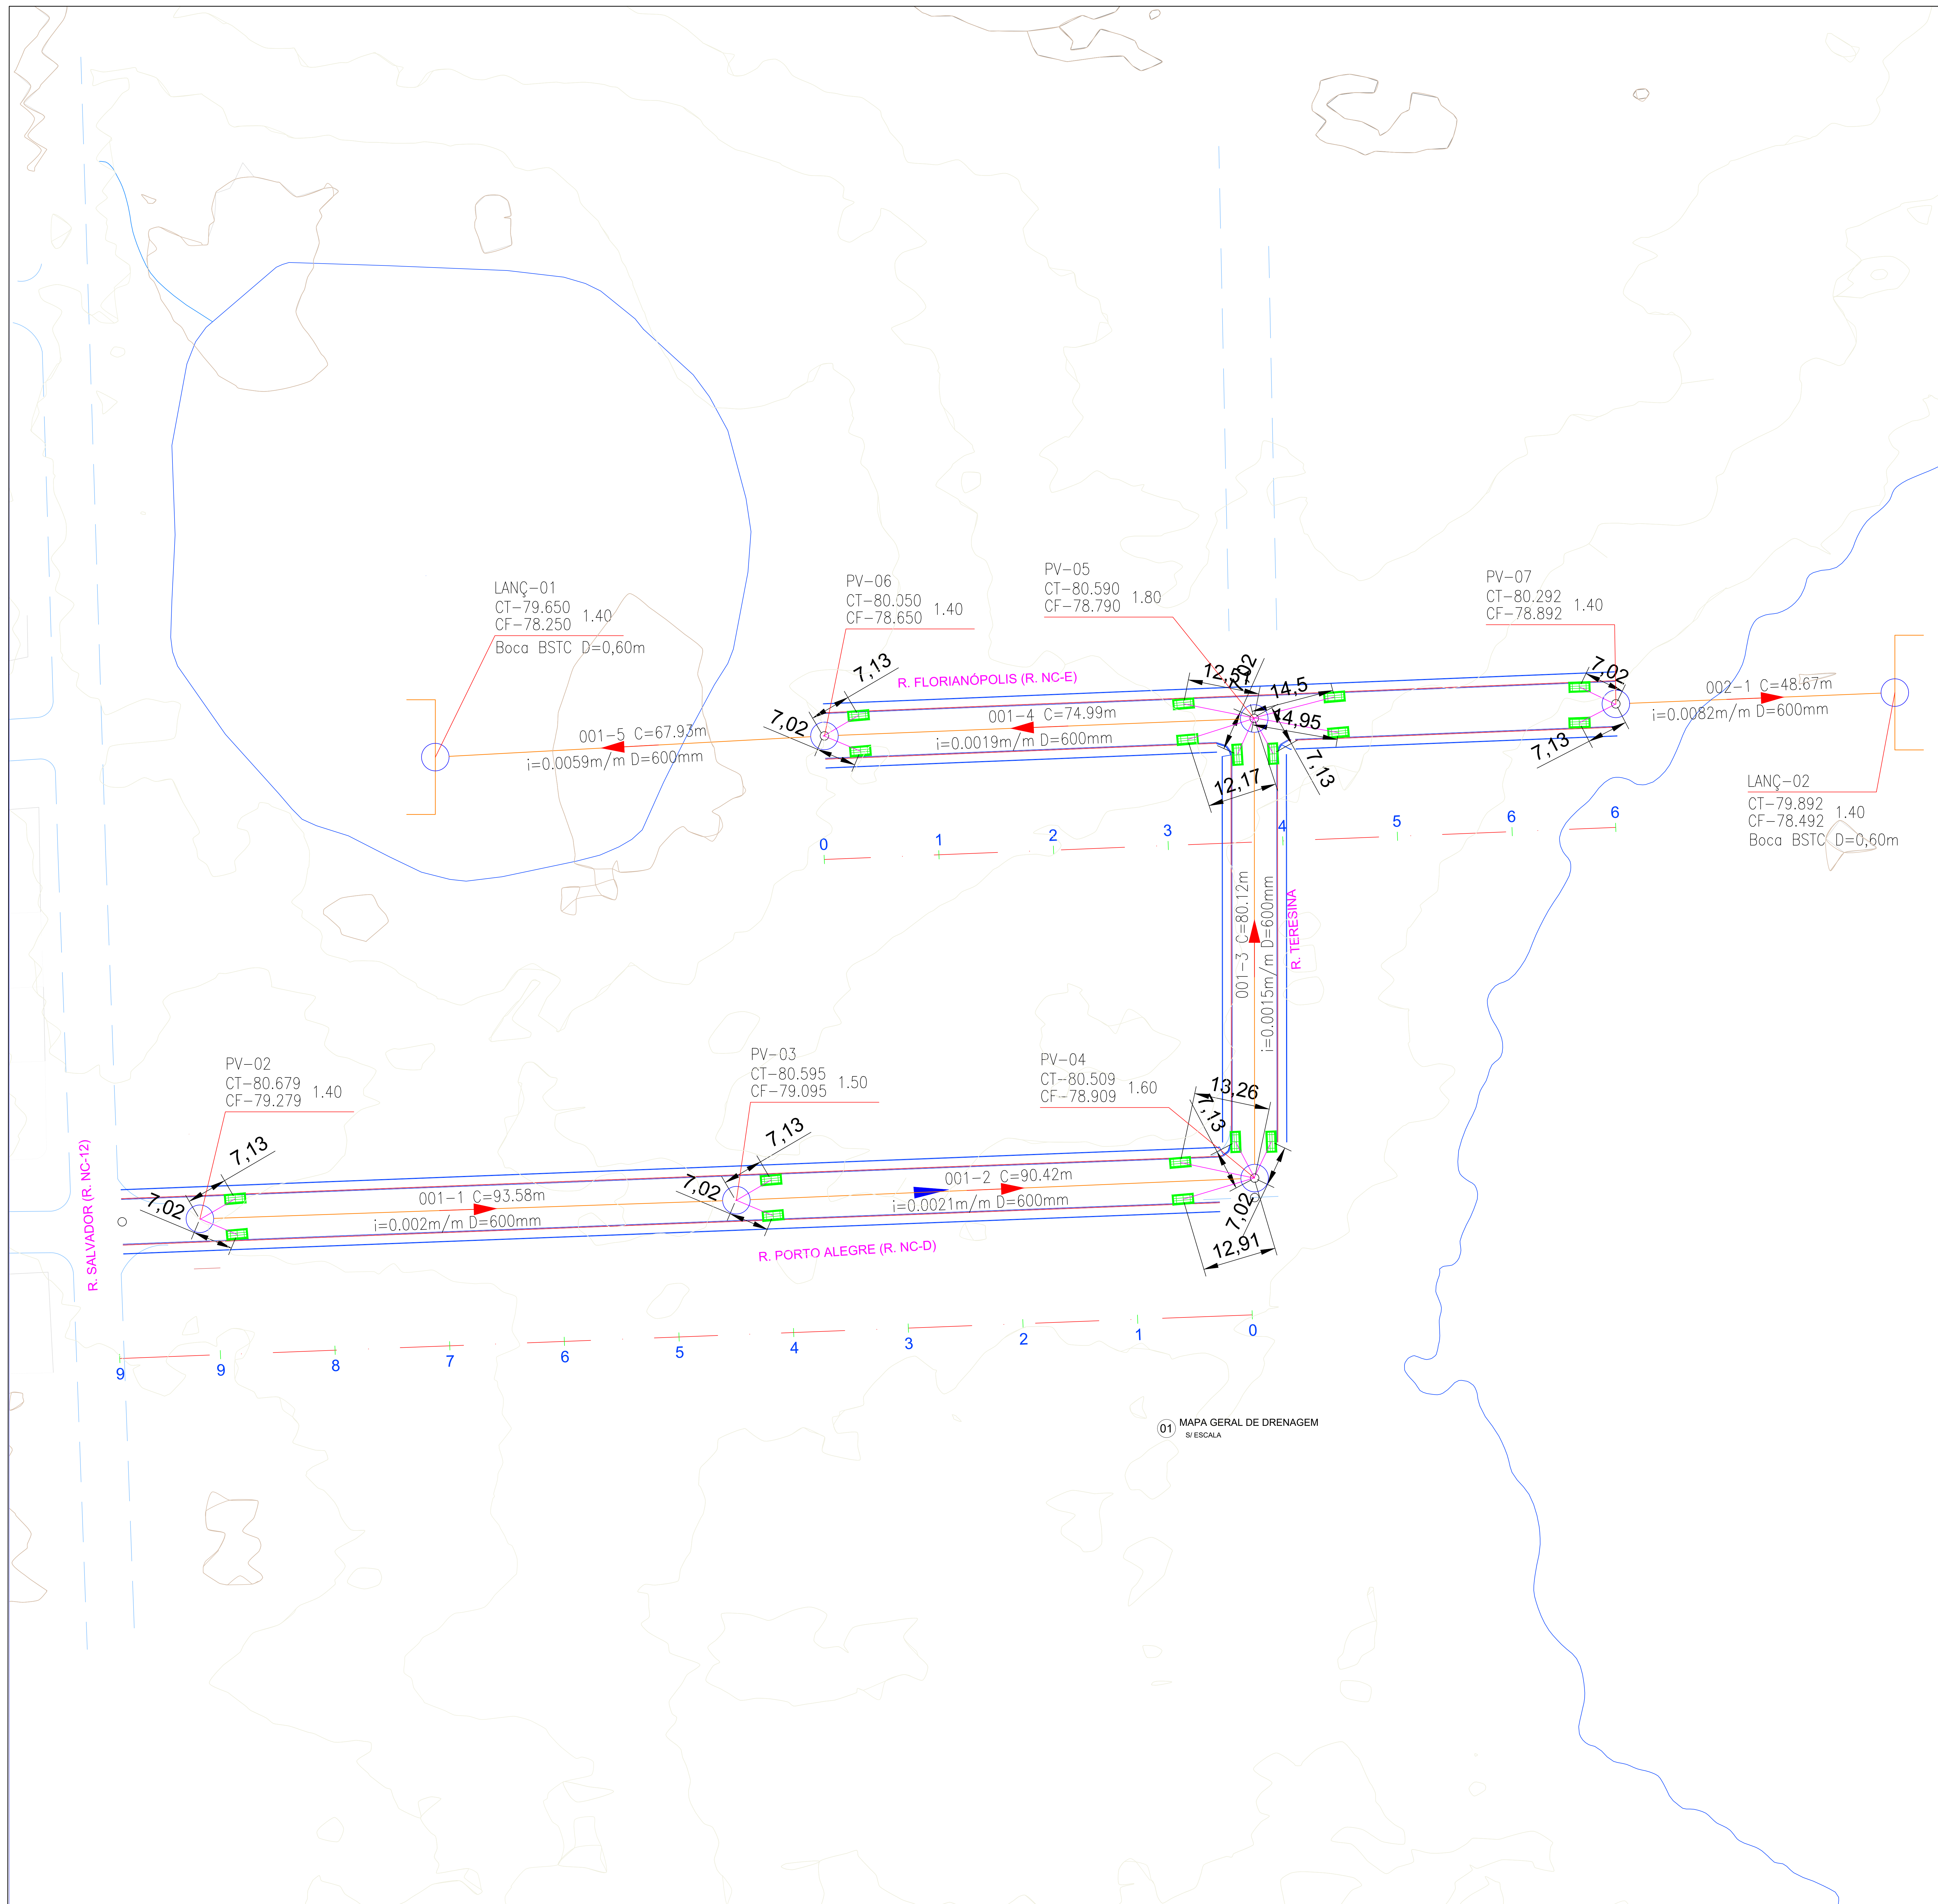 LANÇ-01
CT-79.650
CF-78.250
1.40
Boca BSTC D=0,60m
PV-06
CT-80.050
CF-78.650
1.40
PV-05
CT-80.590
CF-78.790
1.80
PV-07
CT-80.292
CF-78.892
1.40
7,13
R. FLORIANÓPOLIS (R. NC-E)
12,51
7,02
14,5
7,02
002-1 C=48.67m
i=0.0082m/m D=600mm
7,02
001-5 C=67.93m
i=0.0059m/m D=600mm
001-4 C=74.99m
i=0.0019m/m D=600mm
14,95
7,13
7,13
12,17
LANÇ-02
CT-79.892
CF-78.492
1.40
Boca BSTC D=0,60m
0
1
2
3
4
5
6
6
001-3 C=80.12m
i=0.0015m/m D=600mm
R. TERESINA
PV-02
CT-80.679
CF-79.279
1.40
PV-03
CT-80.595
CF-79.095
1.50
PV-04
CT-80.509
CF-78.909
1.60
13,26
7,13
7,13
7,13
R. SALVADOR (R. NC-12)
7,02
001-1 C=93.58m
i=0.002m/m D=600mm
7,02
001-2 C=90.42m
i=0.0021m/m D=600mm
7,02
12,91
R. PORTO ALEGRE (R. NC-D)
9
9
8
7
6
5
4
3
2
1
0
01
MAPA GERAL DE DRENAGEM
S/ ESCALA